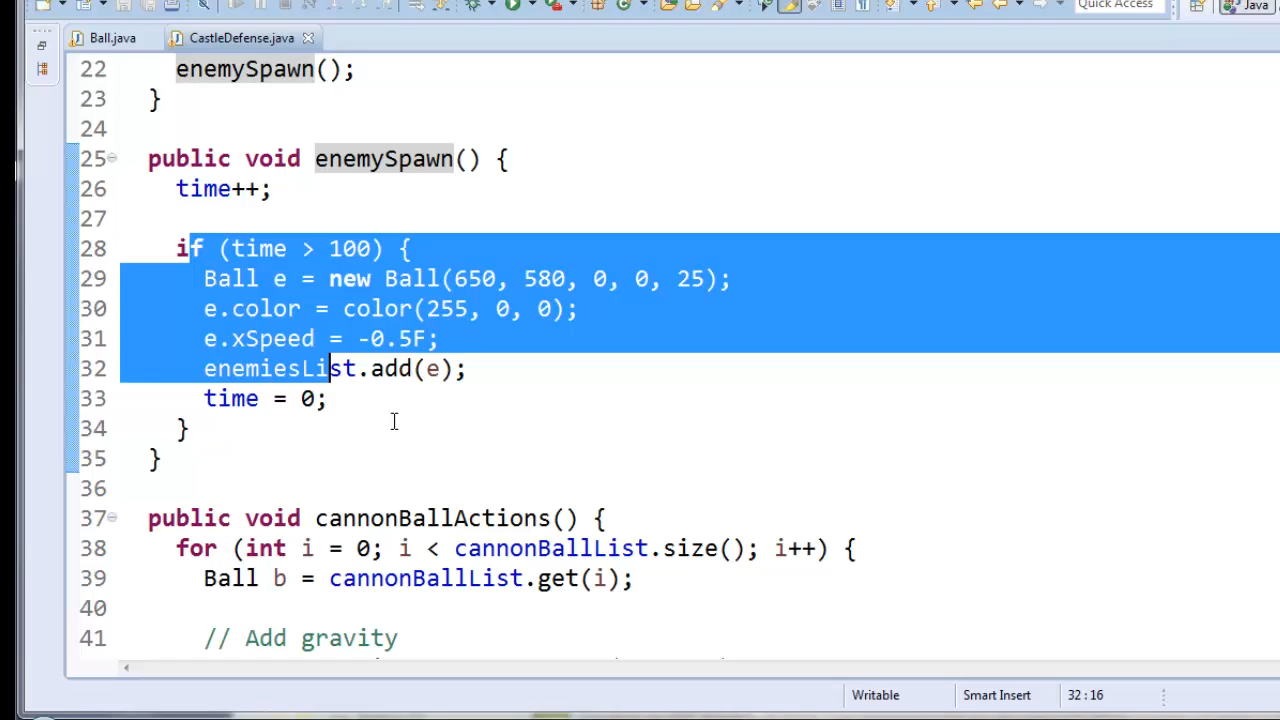 Quick Access
Java
Ball.java
CastleDefense.java
22 enemySpawn();
23 }
24
25 public void enemySpawn() {
26 time++;
27
28 if (time > 100) {
29 Ball e = new Ball(650, 580, 0, 0, 25);
30 e.color = color(255, 0, 0);
31 e.xSpeed = -0.5F;
32 enemiesList.add(e);
33 time = 0;
34 }
35 }
36
37 public void cannonBallActions() {
38 for (int i = 0; i < cannonBallList.size(); i++) {
39 Ball b = cannonBallList.get(i);
40
41 // Add gravity
Writable
Smart Insert
32 : 16